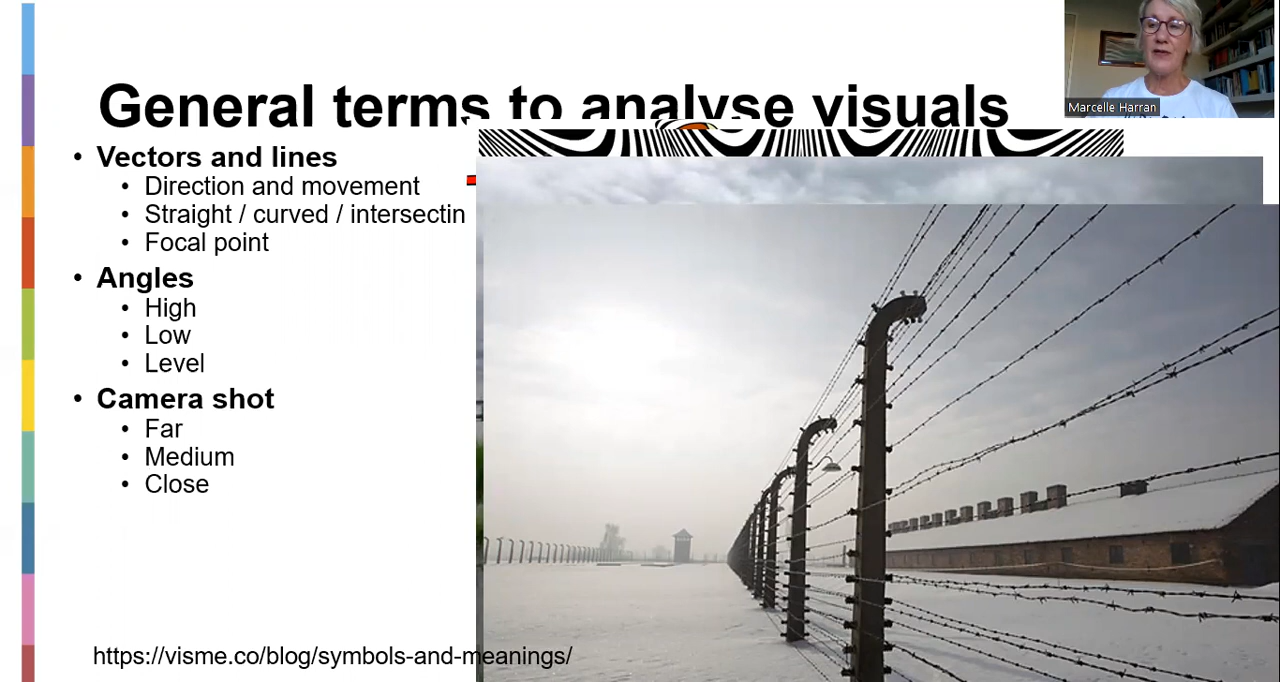 Marcelle Harran
General terms to analyse visuals
• Vectors and lines
• Direction and movement
• Straight / curved / intersectin
• Focal point
• Angles
• High
• Low
• Level
• Camera shot
• Far
• Medium
• Close
https://visme.co/blog/symbols-and-meanings/